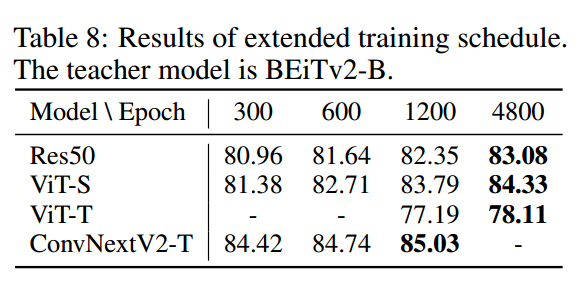 Table 8: Results of extended training schedule.
The teacher model is BEiTv2-B.
Model \ Epoch 300 600 1200 4800
Res50 80.96 81.64 82.35 83.08
ViT-S 81.38 82.71 83.79 84.33
ViT-T - - 77.19 78.11
ConvNextV2-T 84.42 84.74 85.03 -